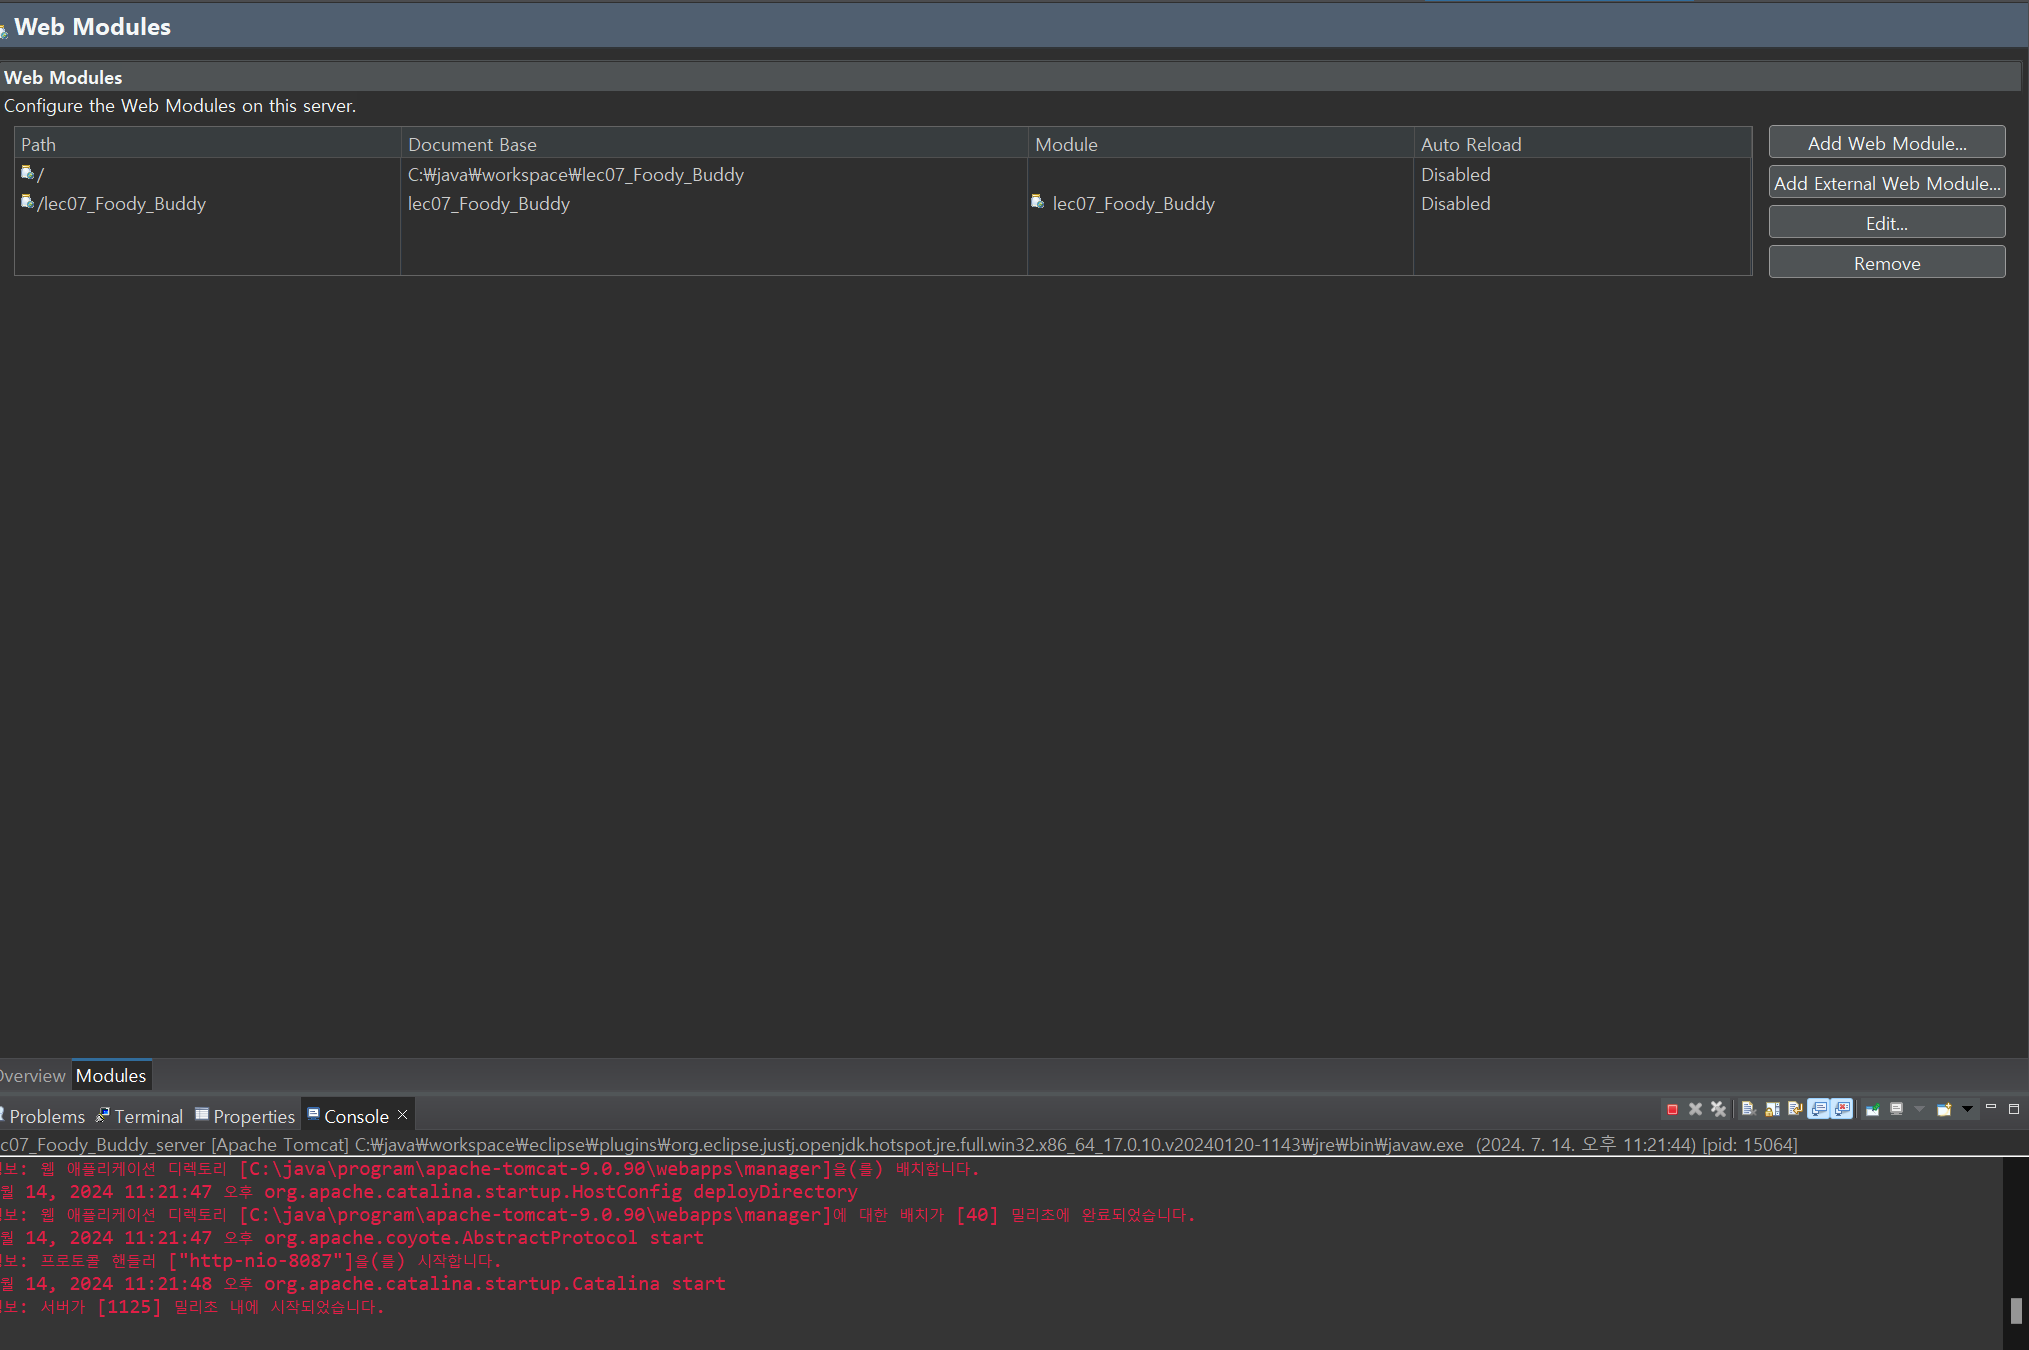 Web Modules
Web Modules
Configure the Web Modules on this server.
Path Document Base Module Auto Reload
/ C:₩java₩workspace₩lec07_Foody_Buddy Disabled
/lec07_Foody_Buddy lec07_Foody_Buddy lec07_Foody_Buddy Disabled
Add Web Module...
Add External Web Module...
Edit...
Remove
Overview Modules
Problems Terminal Properties Console
c07_Foody_Buddy_server [Apache Tomcat] C:₩java₩workspace₩eclipse₩plugins₩org.eclipse.justj.openjdk.hotspot.jre.full.win32.x86_64_17.0.10.v20240120-1143₩jre₩bin₩javaw.exe (2024. 7. 14. 오후 11:21:44) [pid: 15064]
보: 웹 애플리케이션 디렉토리 [C:\java\program\apache-tomcat-9.0.90\webapps\manager]을(를) 배치합니다.
월 14, 2024 11:21:47 오후 org.apache.catalina.startup.HostConfig deployDirectory
보: 웹 애플리케이션 디렉토리 [C:\java\program\apache-tomcat-9.0.90\webapps\manager]에 대한 배치가 [40] 밀리초에 완료되었습니다.
월 14, 2024 11:21:47 오후 org.apache.coyote.AbstractProtocol start
보: 프로토콜 핸들러 ["http-nio-8087"]을(를) 시작합니다.
월 14, 2024 11:21:48 오후 org.apache.catalina.startup.Catalina start
보: 서버가 [1125] 밀리초 내에 시작되었습니다.